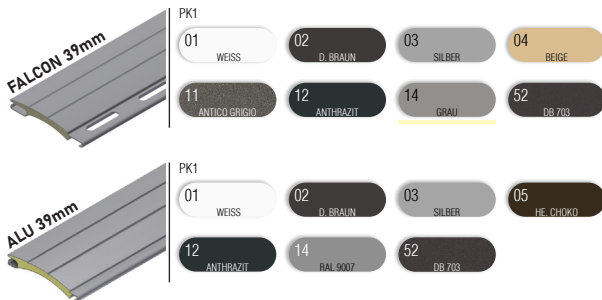 FALCON 39mm
PK1
01 WEISS
02 D. BRAUN
03 SILBER
04 BEIGE
11 ANTICO GRIGIO
12 ANTHRAZIT
14 GRAU
52 DB 703
ALU 39mm
PK1
01 WEISS
02 D. BRAUN
03 SILBER
05 HE. CHOKO
12 ANTHRAZIT
14 RAL 9007
52 DB 703